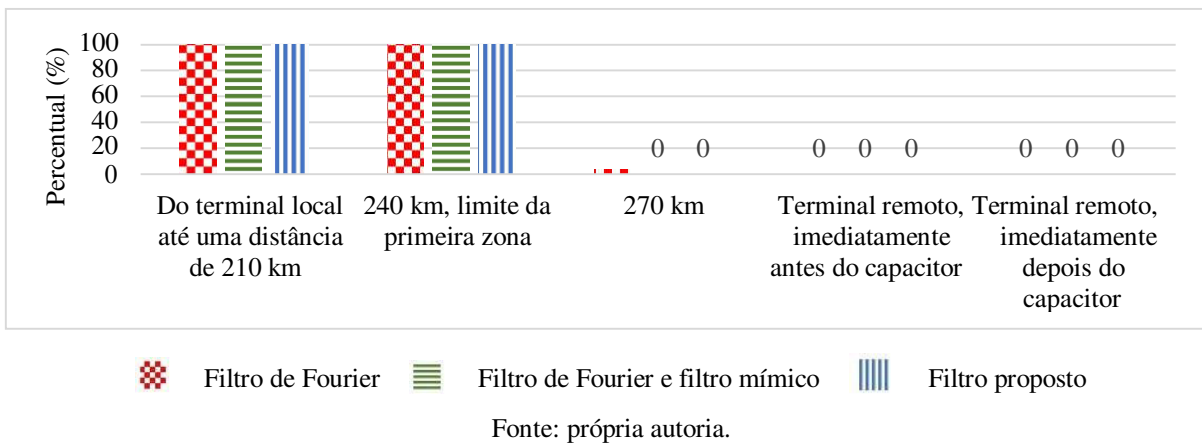 Percentual (%)
100
80
60
40
20
0
0 0
0 0 0
0 0 0
Do terminal local
até uma distância
de 210 km
240 km, limite da
primeira zona
270 km
Terminal remoto,
imediatamente
antes do capacitor
Terminal remoto,
imediatamente
depois do
capacitor
Filtro de Fourier
Filtro de Fourier e filtro mímico
Filtro proposto
Fonte: própria autoria.